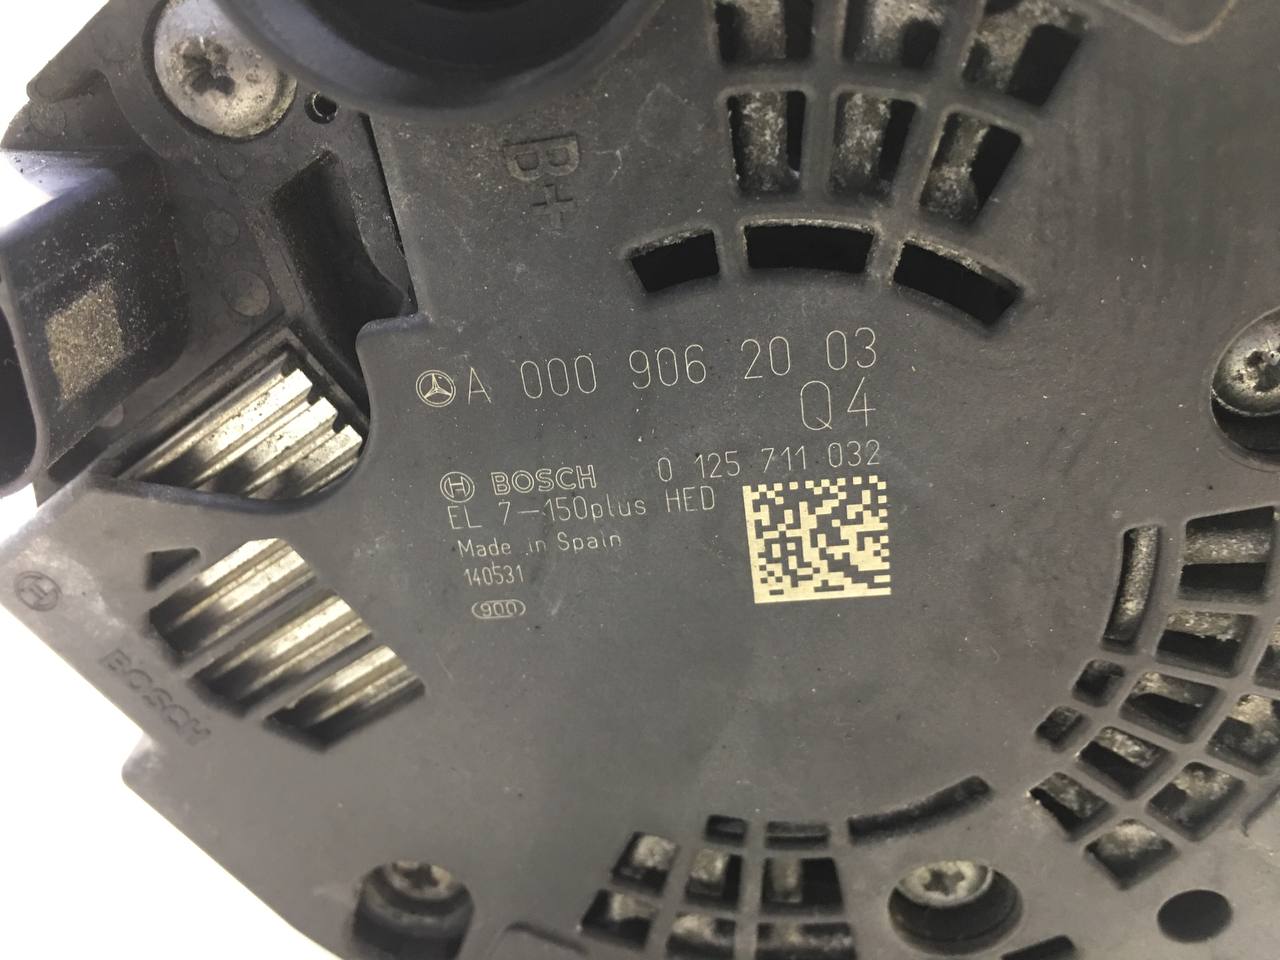 B+
A 000 906 20 03
Q4
BOSCH 0 125 711 032
EL 7-150plus HED
Made in Spain
140531
900
BOSCH